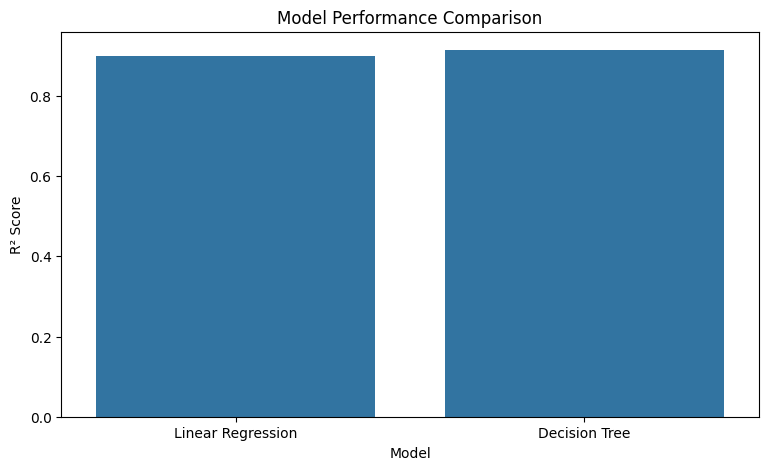 Model Performance Comparison
R² Score
0.8
0.6
0.4
0.2
0.0
Linear Regression
Decision Tree
Model